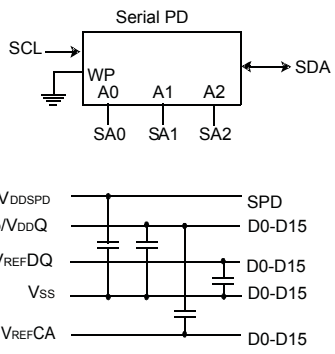 Serial PD
SCL
WP
SDA
A0 A1 A2
SA0 SA1 SA2
VDDSPD SPD
/VDDQ D0-D15
VREFDQ D0-D15
VSS D0-D15
VREFCA D0-D15